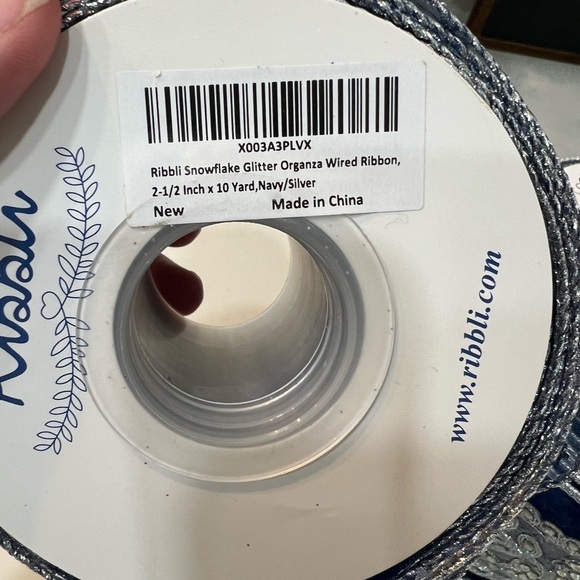 X003A3PLVX
Ribbli Snowflake Glitter Organza Wired Ribbon,
2-1/2 Inch x 10 Yard,Navy/Silver
New Made in China
Ribbli
www.ribbli.com